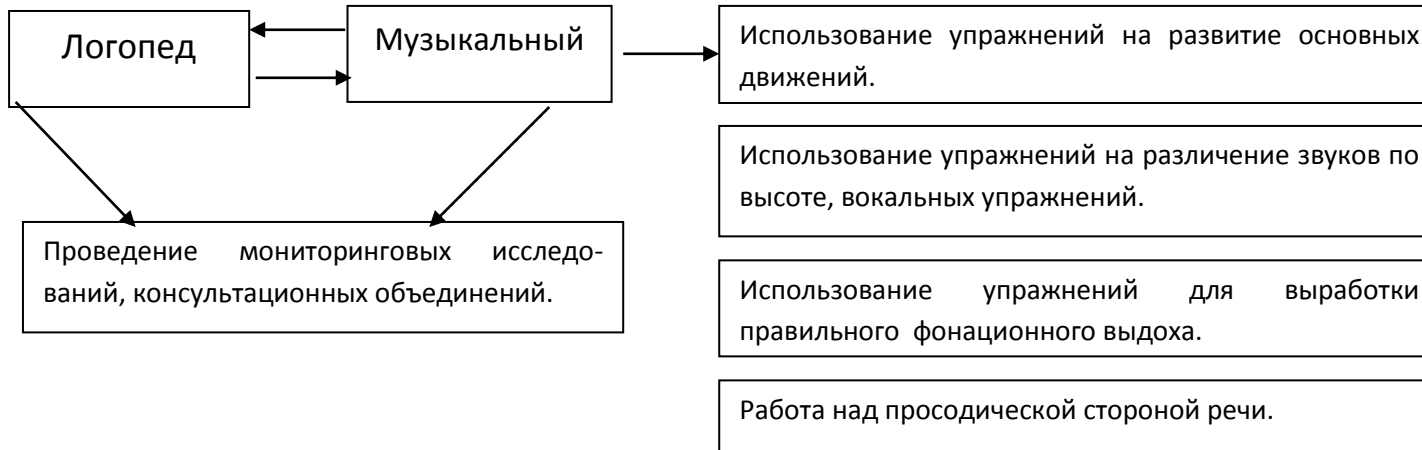 Логопед
Музыкальный
Использование упражнений на развитие основных
движений.
Использование упражнений на различение звуков по
высоте, вокальных упражнений.
Проведение мониторинговых исследо-
ваний, консультационных объединений.
Использование упражнений для выработки
правильного фонационного выдоха.
Работа над просодической стороной речи.